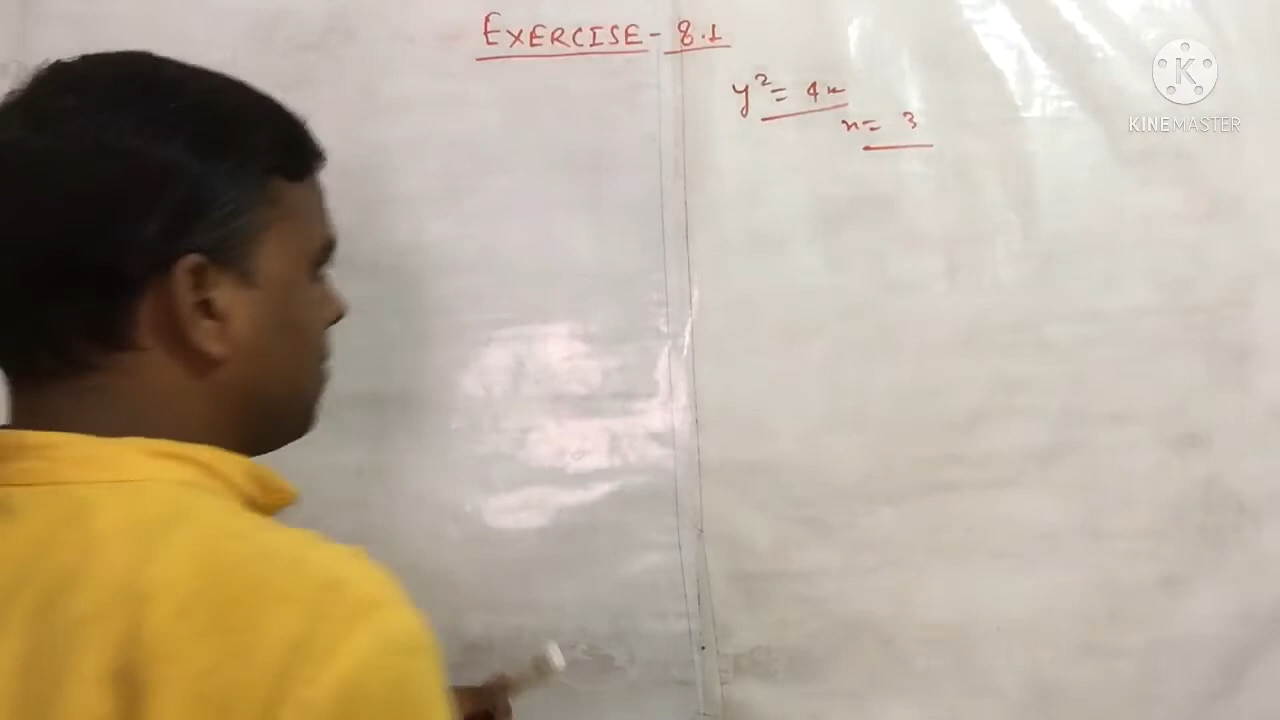 EXERCISE - 8.1
y² = 4x
x = 3
K
KINEMASTER